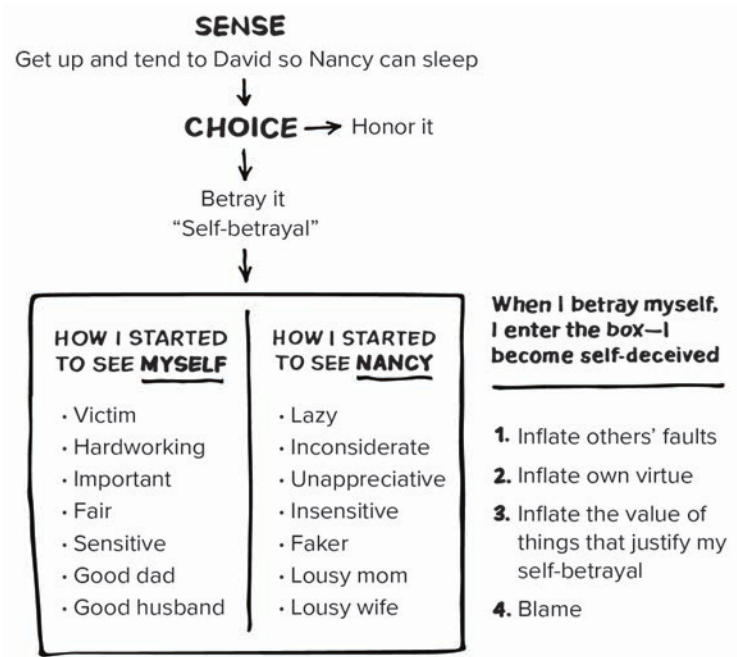 SENSE
Get up and tend to David so Nancy can sleep
CHOICE → Honor it
Betray it
“Self-betrayal”
HOW I STARTED
TO SEE MYSELF
· Victim
· Hardworking
· Important
· Fair
· Sensitive
· Good dad
· Good husband
HOW I STARTED
TO SEE NANCY
· Lazy
· Inconsiderate
· Unappreciative
· Insensitive
· Faker
· Lousy mom
· Lousy wife
When I betray myself,
I enter the box—I
become self-deceived
1. Inflate others’ faults
2. Inflate own virtue
3. Inflate the value of
things that justify my
self-betrayal
4. Blame